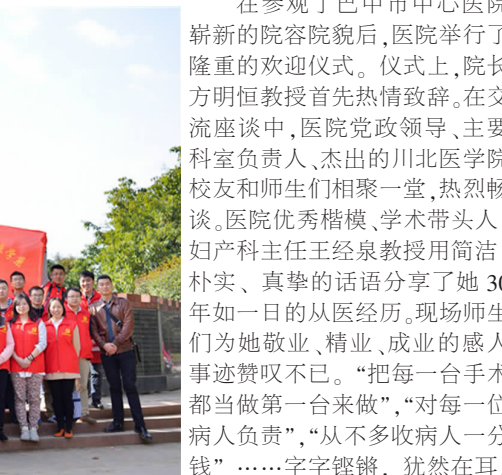 在参观了巴中市中心医院
崭新的院容院貌后,医院举行了
隆重的欢迎仪式。仪式上,院长
方明恒教授首先热情致辞。在交
流座谈中,医院党政领导、主要
科室负责人、杰出的川北医学院
校友和师生们相聚一堂,热烈畅
谈。医院优秀楷模、学术带头人
妇产科主任王经泉教授用简洁
朴实、真挚的话语分享了她 30
年如一日的从医经历。现场师生
们为她敬业、精业、成业的感人
事迹赞叹不已。“把每一台手术
都当做第一台来做”,“对每一位
病人负责”,“从不多收病人一分
钱”……字字铿锵，犹然在耳